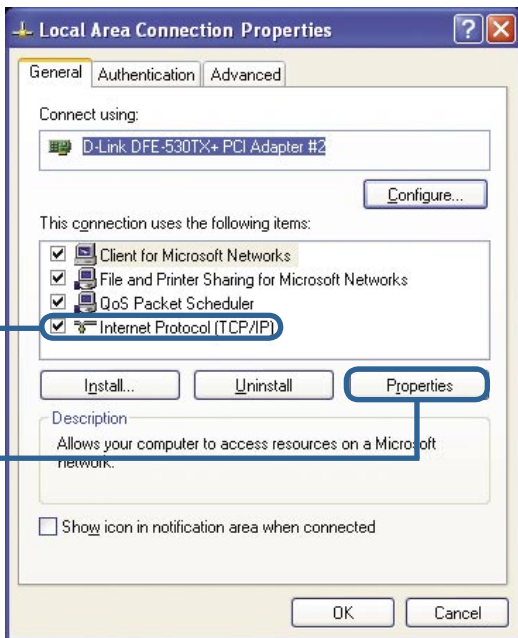 Local Area Connection Properties
General Authentication Advanced
Connect using:
D-Link DFE-530TX+ PCI Adapter #2
Configure...
This connection uses the following items:
Client for Microsoft Networks
File and Printer Sharing for Microsoft Networks
QoS Packet Scheduler
Internet Protocol (TCP/IP)
Install... Uninstall Properties
Description
Allows your computer to access resources on a Microsoft
network.
Show icon in notification area when connected
OK Cancel